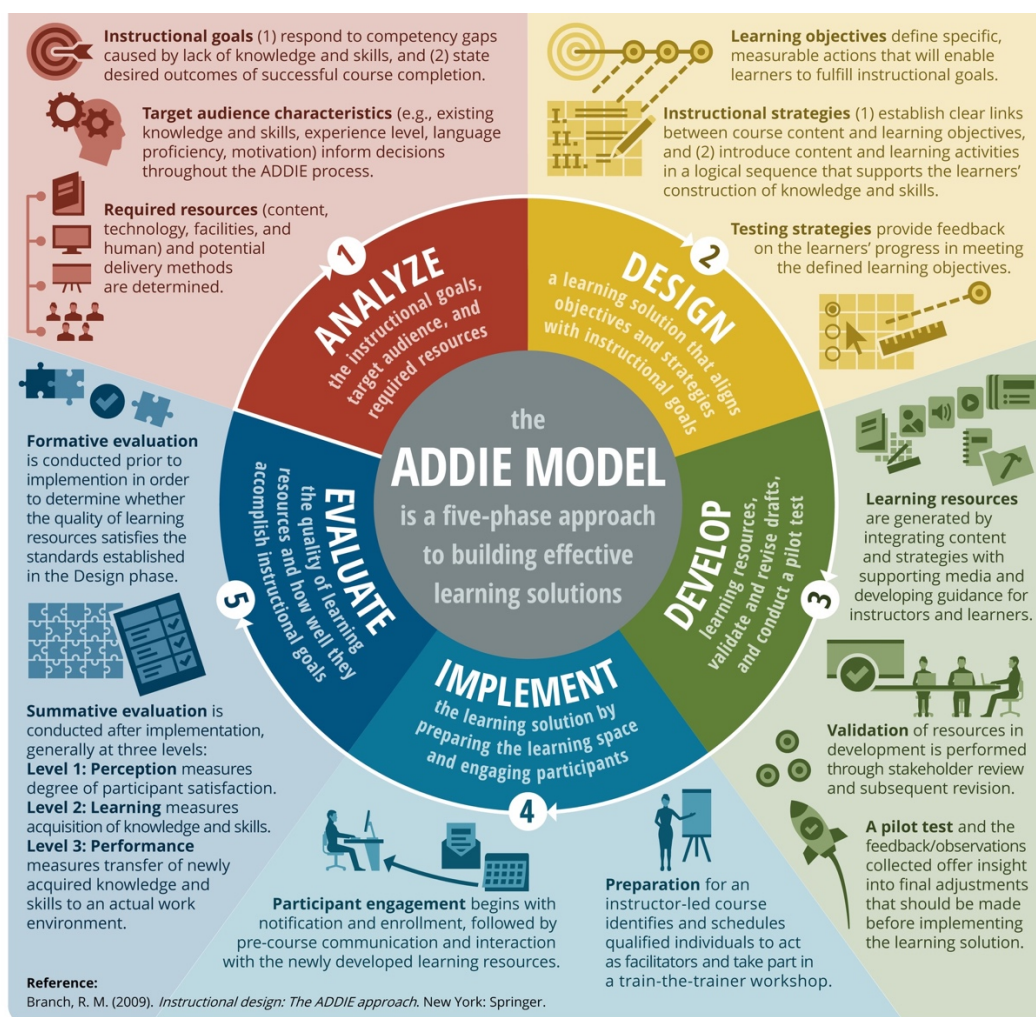 Instructional goals (1) respond to competency gaps
caused by lack of knowledge and skills, and (2) state
desired outcomes of successful course completion.
Target audience characteristics (e.g., existing
knowledge and skills, experience level, language
proficiency, motivation) inform decisions
throughout the ADDIE process.
Required resources (content,
technology, facilities, and
human) and potential
delivery methods
are determined.
1
ANALYZE
the instructional goals,
target audience, and
required resources
Learning objectives define specific,
measurable actions that will enable
learners to fulfill instructional goals.
I.
II.
III.
Instructional strategies (1) establish clear links
between course content and learning objectives,
and (2) introduce content and learning activities
in a logical sequence that supports the learners'
construction of knowledge and skills.
Testing strategies provide feedback
on the learners' progress in meeting
the defined learning objectives.
2
DESIGN
a learning solution that aligns
objectives and strategies
with instructional goals
the
ADDIE MODEL
is a five-phase approach
to building effective
learning solutions
3
DEVELOP
learning resources,
validate and revise drafts,
and conduct a pilot test
Learning resources
are generated by
integrating content
and strategies with
supporting media and
developing guidance for
instructors and learners.
Validation of resources in
development is performed
through stakeholder review
and subsequent revision.
A pilot test and the
feedback/observations
collected offer insight
into final adjustments
that should be made
before implementing
the learning solution.
IMPLEMENT
the learning solution by
preparing the learning space
and engaging participants
4
Participant engagement begins with
notification and enrollment, followed by
pre-course communication and interaction
with the newly developed learning resources.
Preparation for an
instructor-led course
identifies and schedules
qualified individuals to act
as facilitators and take part in
a train-the-trainer workshop.
5
EVALUATE
the quality of learning
resources and how well they
accomplish instructional goals
Formative evaluation
is conducted prior to
implemention in order
to determine whether
the quality of learning
resources satisfies the
standards established
in the Design phase.
Summative evaluation is
conducted after implementation,
generally at three levels:
Level 1: Perception measures
degree of participant satisfaction.
Level 2: Learning measures
acquisition of knowledge and skills.
Level 3: Performance
measures transfer of newly
acquired knowledge and
skills to an actual work
environment.
Reference:
Branch, R. M. (2009). Instructional design: The ADDIE approach. New York: Springer.